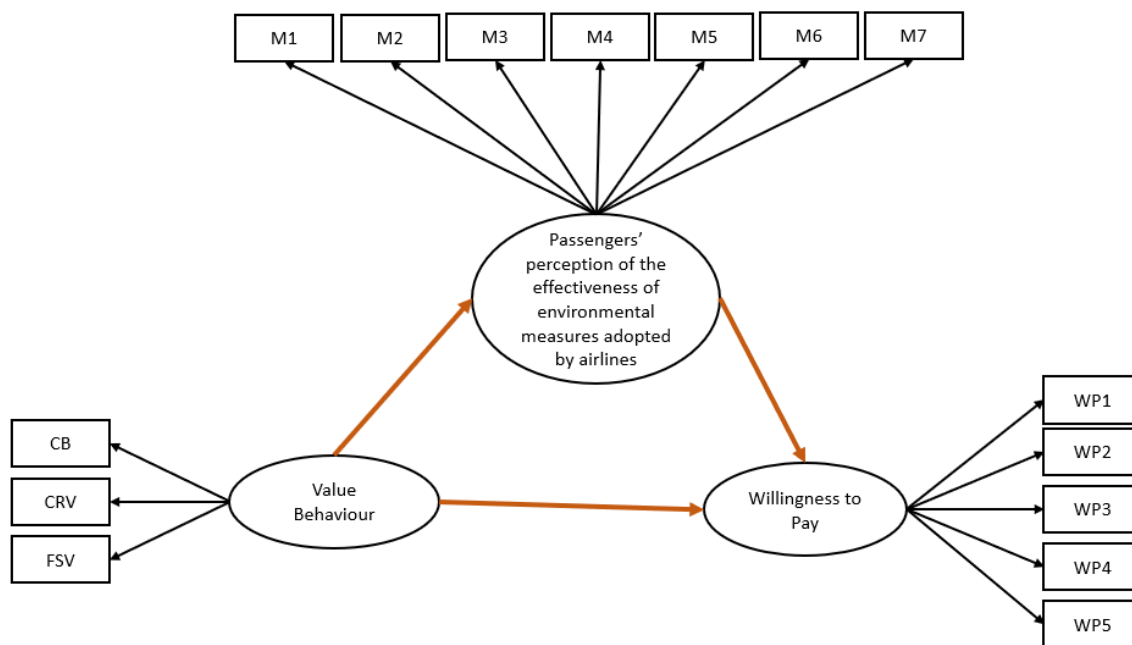 M1
M2
M3
M4
M5
M6
M7
Passengers’
perception of the
effectiveness of
environmental
measures adopted
by airlines
CB
CRV
FSV
Value
Behaviour
Willingness to
Pay
WP1
WP2
WP3
WP4
WP5